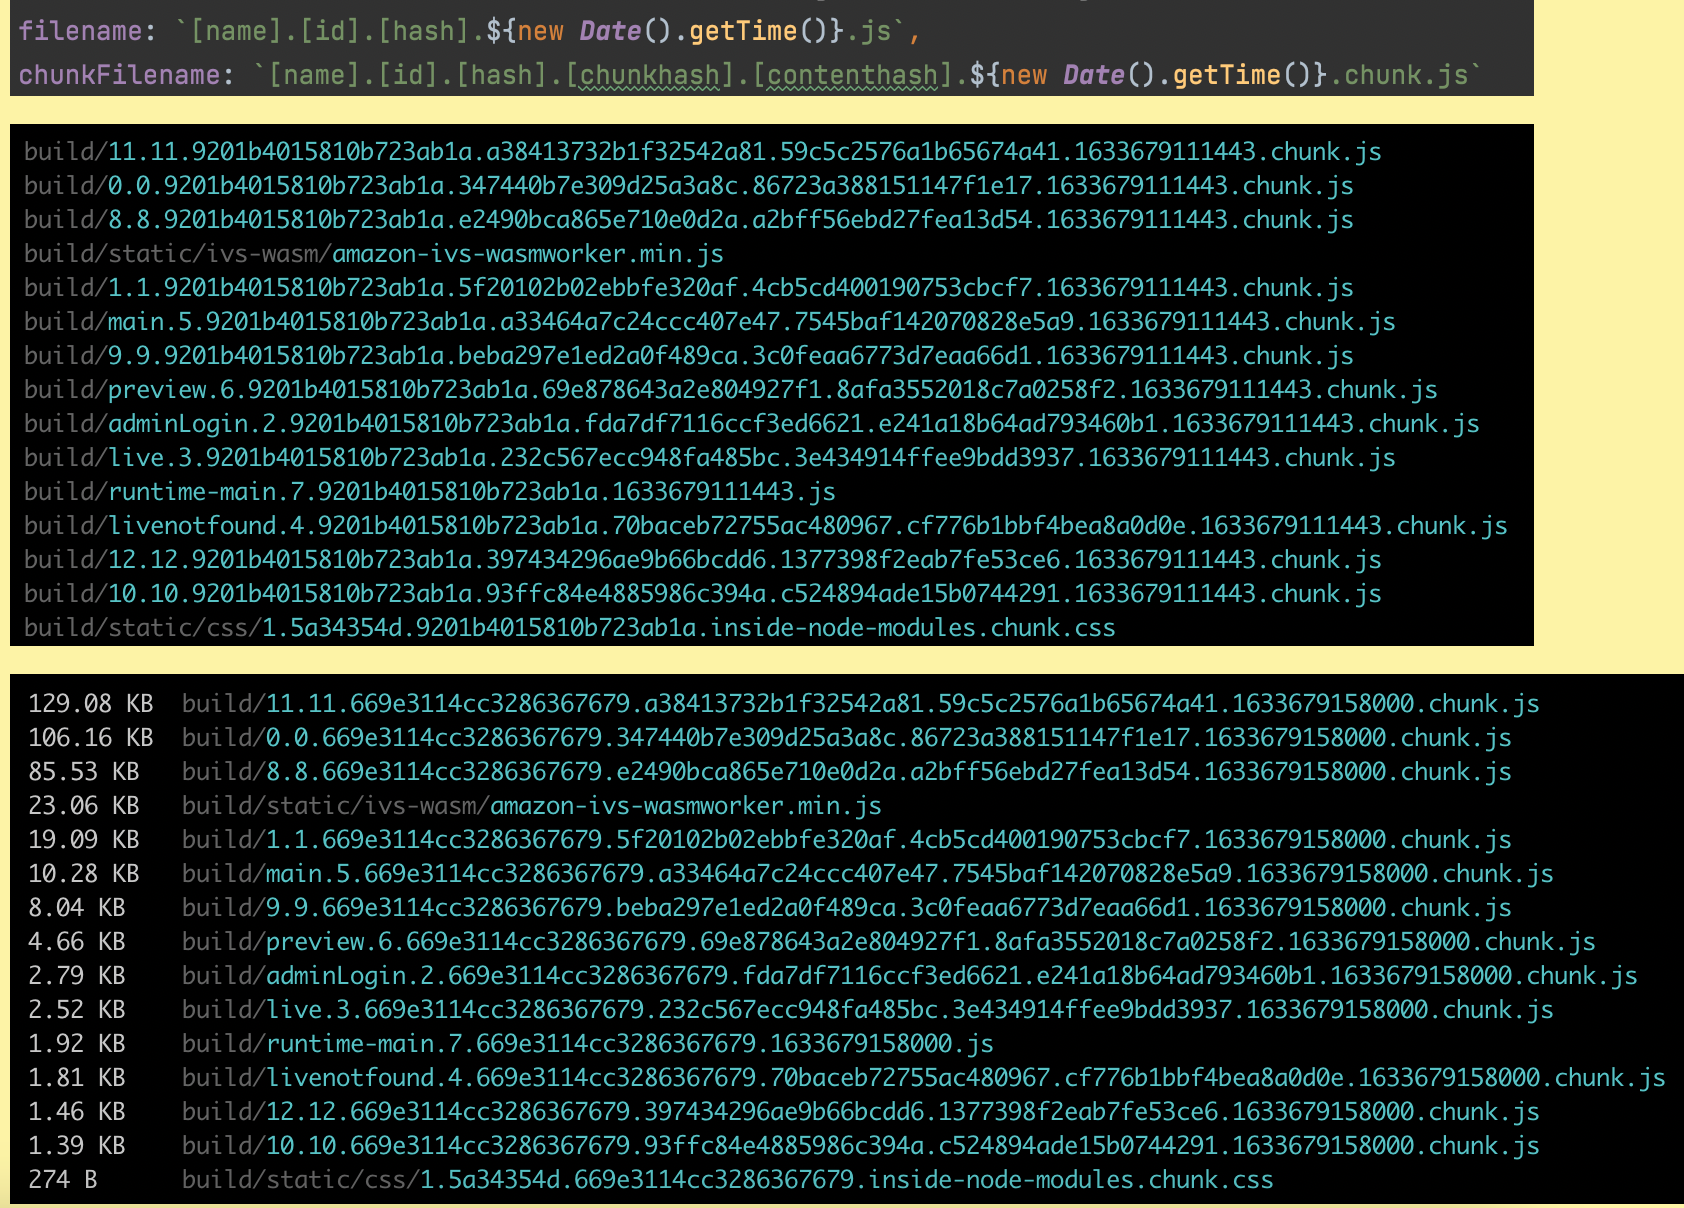 filename: `[name].[id].[hash].${new Date().getTime()}.js`,
chunkFilename: `[name].[id].[hash].[chunkhash].[contenthash].${new Date().getTime()}.chunk.js`
build/11.11.9201b4015810b723ab1a.a38413732b1f32542a81.59c5c2576a1b65674a41.1633679111443.chunk.js
build/0.0.9201b4015810b723ab1a.347440b7e309d25a3a8c.86723a388151147f1e17.1633679111443.chunk.js
build/8.8.9201b4015810b723ab1a.e2490bca865e710e0d2a.a2bff56ebd27fea13d54.1633679111443.chunk.js
build/static/ivs-wasm/amazon-ivs-wasmworker.min.js
build/1.1.9201b4015810b723ab1a.5f20102b02ebbfe320af.4cb5cd400190753cbcf7.1633679111443.chunk.js
build/main.5.9201b4015810b723ab1a.a33464a7c24ccc407e47.7545baf142070828e5a9.1633679111443.chunk.js
build/9.9.9201b4015810b723ab1a.beba297e1ed2a0f489ca.3c0feaa6773d7eaa66d1.1633679111443.chunk.js
build/preview.6.9201b4015810b723ab1a.69e878643a2e804927f1.8afa3552018c7a0258f2.1633679111443.chunk.js
build/adminLogin.2.9201b4015810b723ab1a.fda7df7116ccf3ed6621.e241a18b64ad793460b1.1633679111443.chunk.js
build/live.3.9201b4015810b723ab1a.232c567ecc948fa485bc.3e434914ffee9bdd3937.1633679111443.chunk.js
build/runtime-main.7.9201b4015810b723ab1a.1633679111443.js
build/livenotfound.4.9201b4015810b723ab1a.70baceb72755ac480967.cf776b1bbf4bea8a0d0e.1633679111443.chunk.js
build/12.12.9201b4015810b723ab1a.397434296ae9b66bcdd6.1377398f2eab7fe53ce6.1633679111443.chunk.js
build/10.10.9201b4015810b723ab1a.93ffc84e4885986c394a.c524894ade15b0744291.1633679111443.chunk.js
build/static/css/1.5a34354d.9201b4015810b723ab1a.inside-node-modules.chunk.css
129.08 KB  build/11.11.669e3114cc3286367679.a38413732b1f32542a81.59c5c2576a1b65674a41.1633679158000.chunk.js
106.16 KB  build/0.0.669e3114cc3286367679.347440b7e309d25a3a8c.86723a388151147f1e17.1633679158000.chunk.js
85.53 KB   build/8.8.669e3114cc3286367679.e2490bca865e710e0d2a.a2bff56ebd27fea13d54.1633679158000.chunk.js
23.06 KB   build/static/ivs-wasm/amazon-ivs-wasmworker.min.js
19.09 KB   build/1.1.669e3114cc3286367679.5f20102b02ebbfe320af.4cb5cd400190753cbcf7.1633679158000.chunk.js
10.28 KB   build/main.5.669e3114cc3286367679.a33464a7c24ccc407e47.7545baf142070828e5a9.1633679158000.chunk.js
8.04 KB    build/9.9.669e3114cc3286367679.beba297e1ed2a0f489ca.3c0feaa6773d7eaa66d1.1633679158000.chunk.js
4.66 KB    build/preview.6.669e3114cc3286367679.69e878643a2e804927f1.8afa3552018c7a0258f2.1633679158000.chunk.js
2.79 KB    build/adminLogin.2.669e3114cc3286367679.fda7df7116ccf3ed6621.e241a18b64ad793460b1.1633679158000.chunk.js
2.52 KB    build/live.3.669e3114cc3286367679.232c567ecc948fa485bc.3e434914ffee9bdd3937.1633679158000.chunk.js
1.92 KB    build/runtime-main.7.669e3114cc3286367679.1633679158000.js
1.81 KB    build/livenotfound.4.669e3114cc3286367679.70baceb72755ac480967.cf776b1bbf4bea8a0d0e.1633679158000.chunk.js
1.46 KB    build/12.12.669e3114cc3286367679.397434296ae9b66bcdd6.1377398f2eab7fe53ce6.1633679158000.chunk.js
1.39 KB    build/10.10.669e3114cc3286367679.93ffc84e4885986c394a.c524894ade15b0744291.1633679158000.chunk.js
274 B      build/static/css/1.5a34354d.669e3114cc3286367679.inside-node-modules.chunk.css